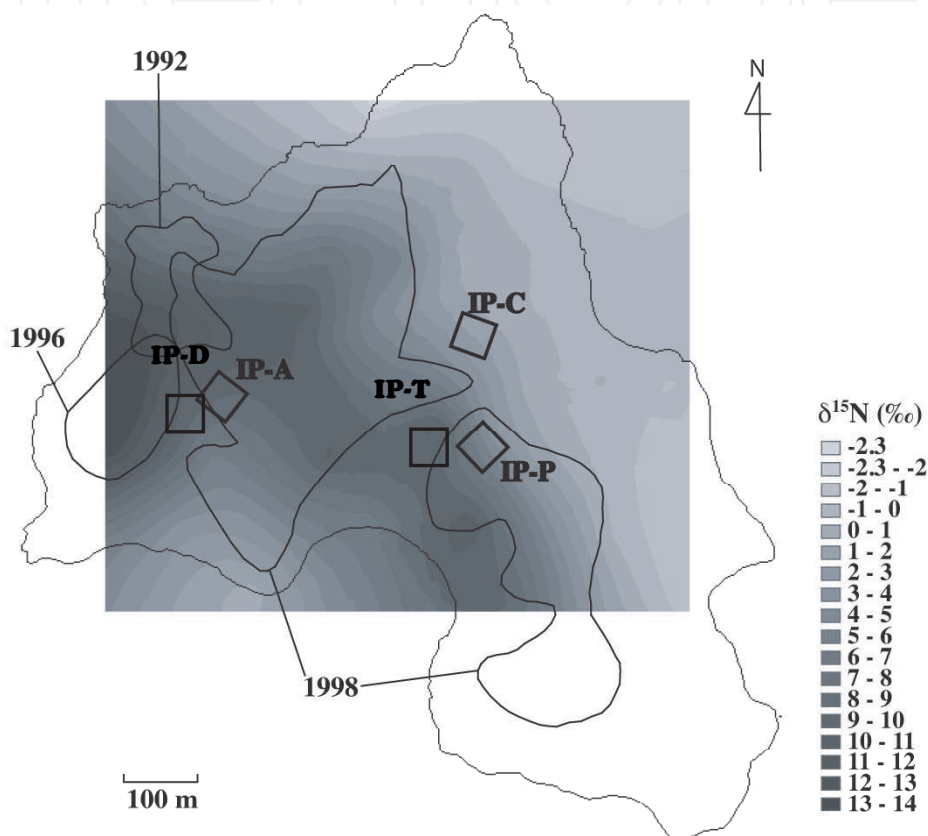 1992
N
IP-C
1996
IP-D
IP-A
IP-T
IP-P
1998
100 m
δ¹⁵N (‰)
-2.3
-2.3 - -2
-2 - -1
-1 - 0
0 - 1
1 - 2
2 - 3
3 - 4
4 - 5
5 - 6
6 - 7
7 - 8
8 - 9
9 - 10
10 - 11
11 - 12
12 - 13
13 - 14